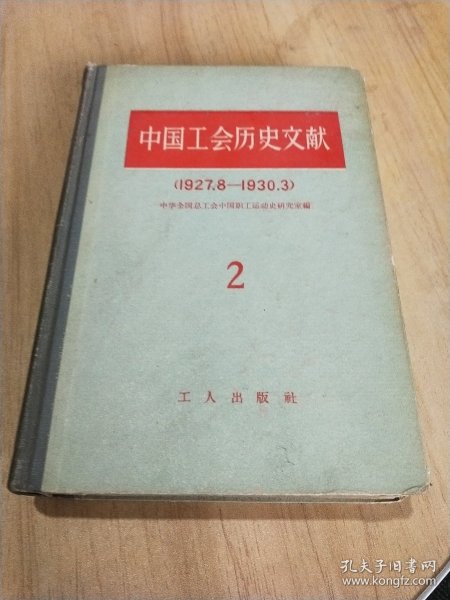 中国工会历史文献
(1927.8—1930.3)
中华全国总工会中国职工运动史研究室編
2
工人出版社
孔夫子旧书网
www.kongfz.com